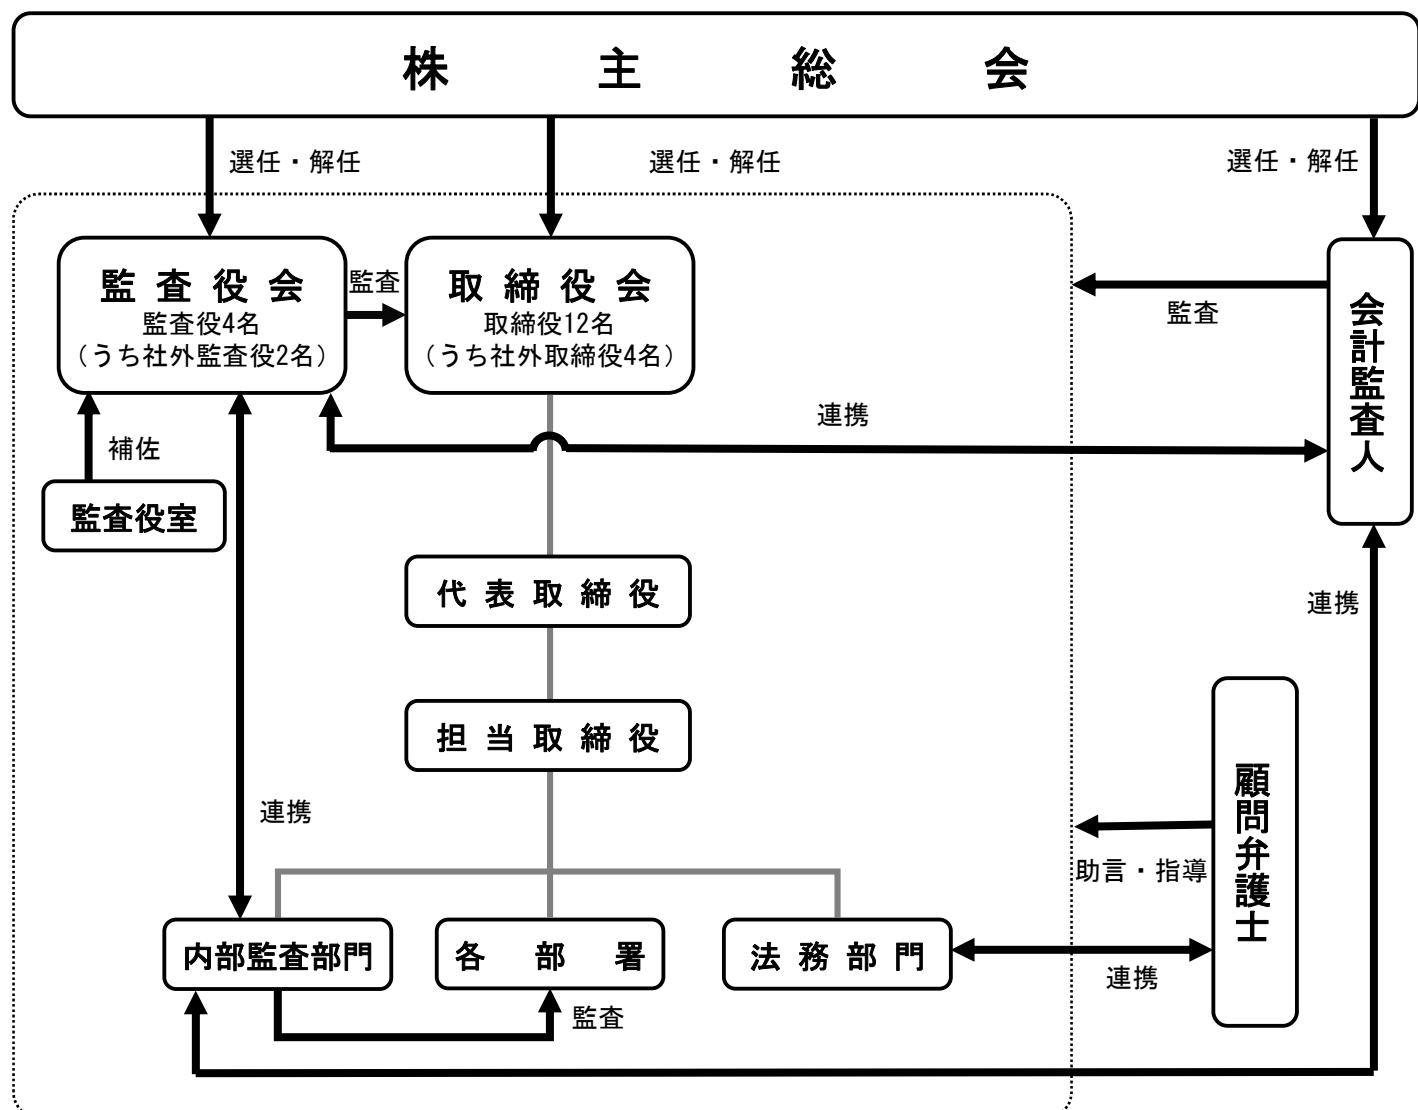 株主総会
選任・解任
選任・解任
選任・解任
監査役会
監査役4名
（うち社外監査役2名）
監査
取締役会
取締役12名
（うち社外取締役4名）
監査
会計監査人
連携
補佐
監査役室
代表取締役
連携
担当取締役
連携
顧問弁護士
助言・指導
内部監査部門
各部署
法務部門
連携
監査